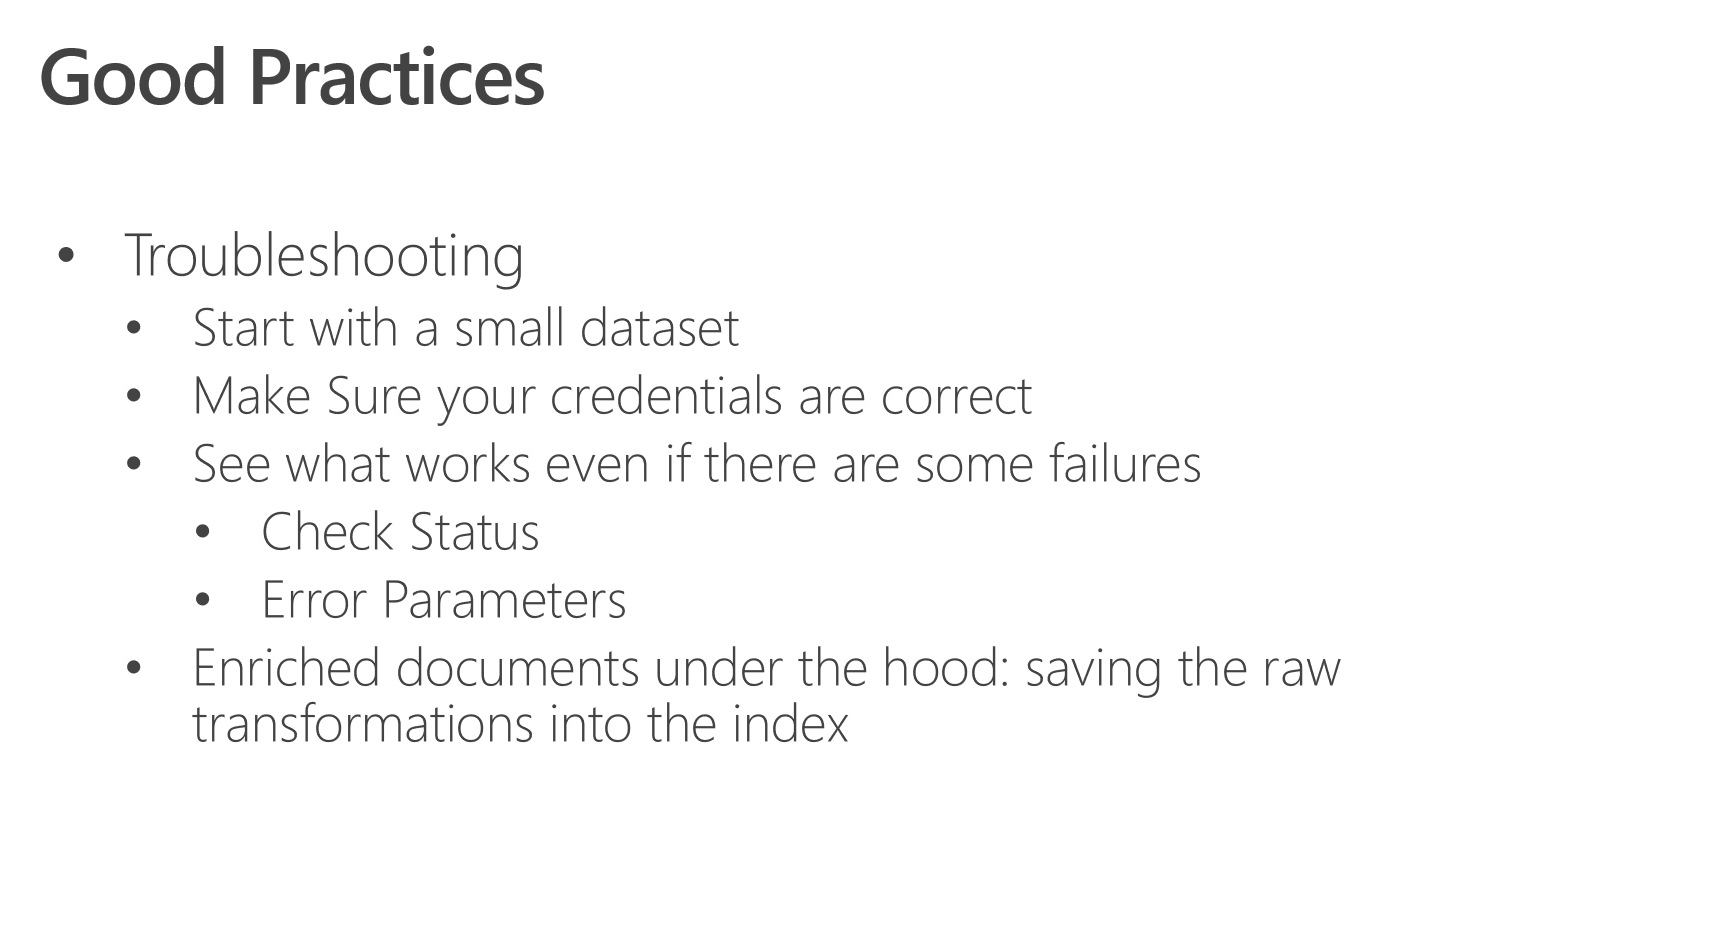 Good Practices
• Troubleshooting
• Start with a small dataset
• Make Sure your credentials are correct
• See what works even if there are some failures
• Check Status
• Error Parameters
• Enriched documents under the hood: saving the raw
transformations into the index